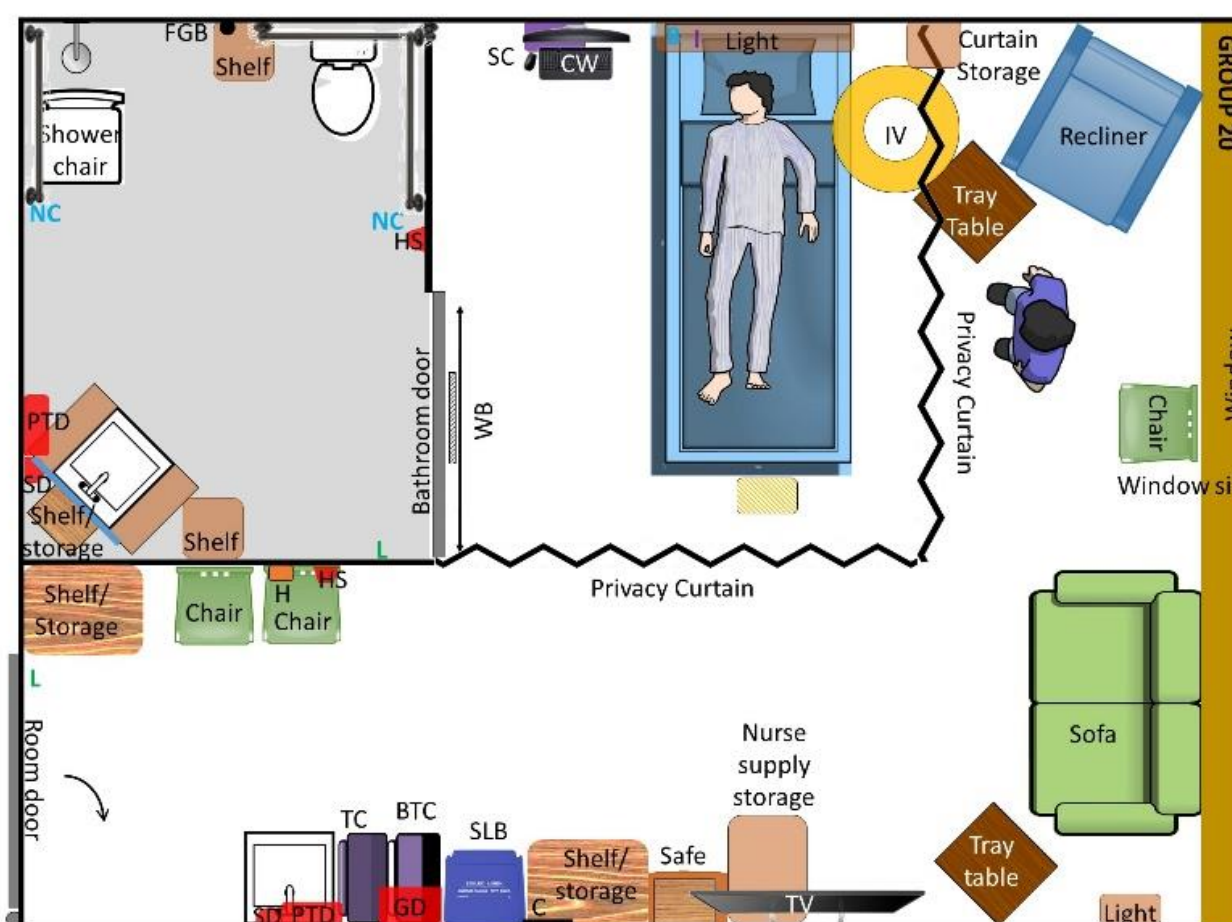 FGB
Shelf
Shower
chair
NC
NC
HS
SC
CW
Light
I
IV
Curtain
Storage
Recliner
GROUP 20
Tray
Table
Privacy Curtain
Chair
Window si
Bathroom door
WB
PTD
SD
Shelf/
storage
Shelf
L
Privacy Curtain
Shelf/
Storage
Chair
H
HS
Chair
L
Room door
Sofa
Nurse
supply
storage
TC
BTC
SLB
Shelf/
storage
Safe
Tray
table
SD PTD
GD
C
TV
Light